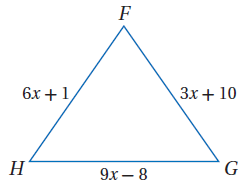 F
6x + 1
3x + 10
H
G
9x − 8